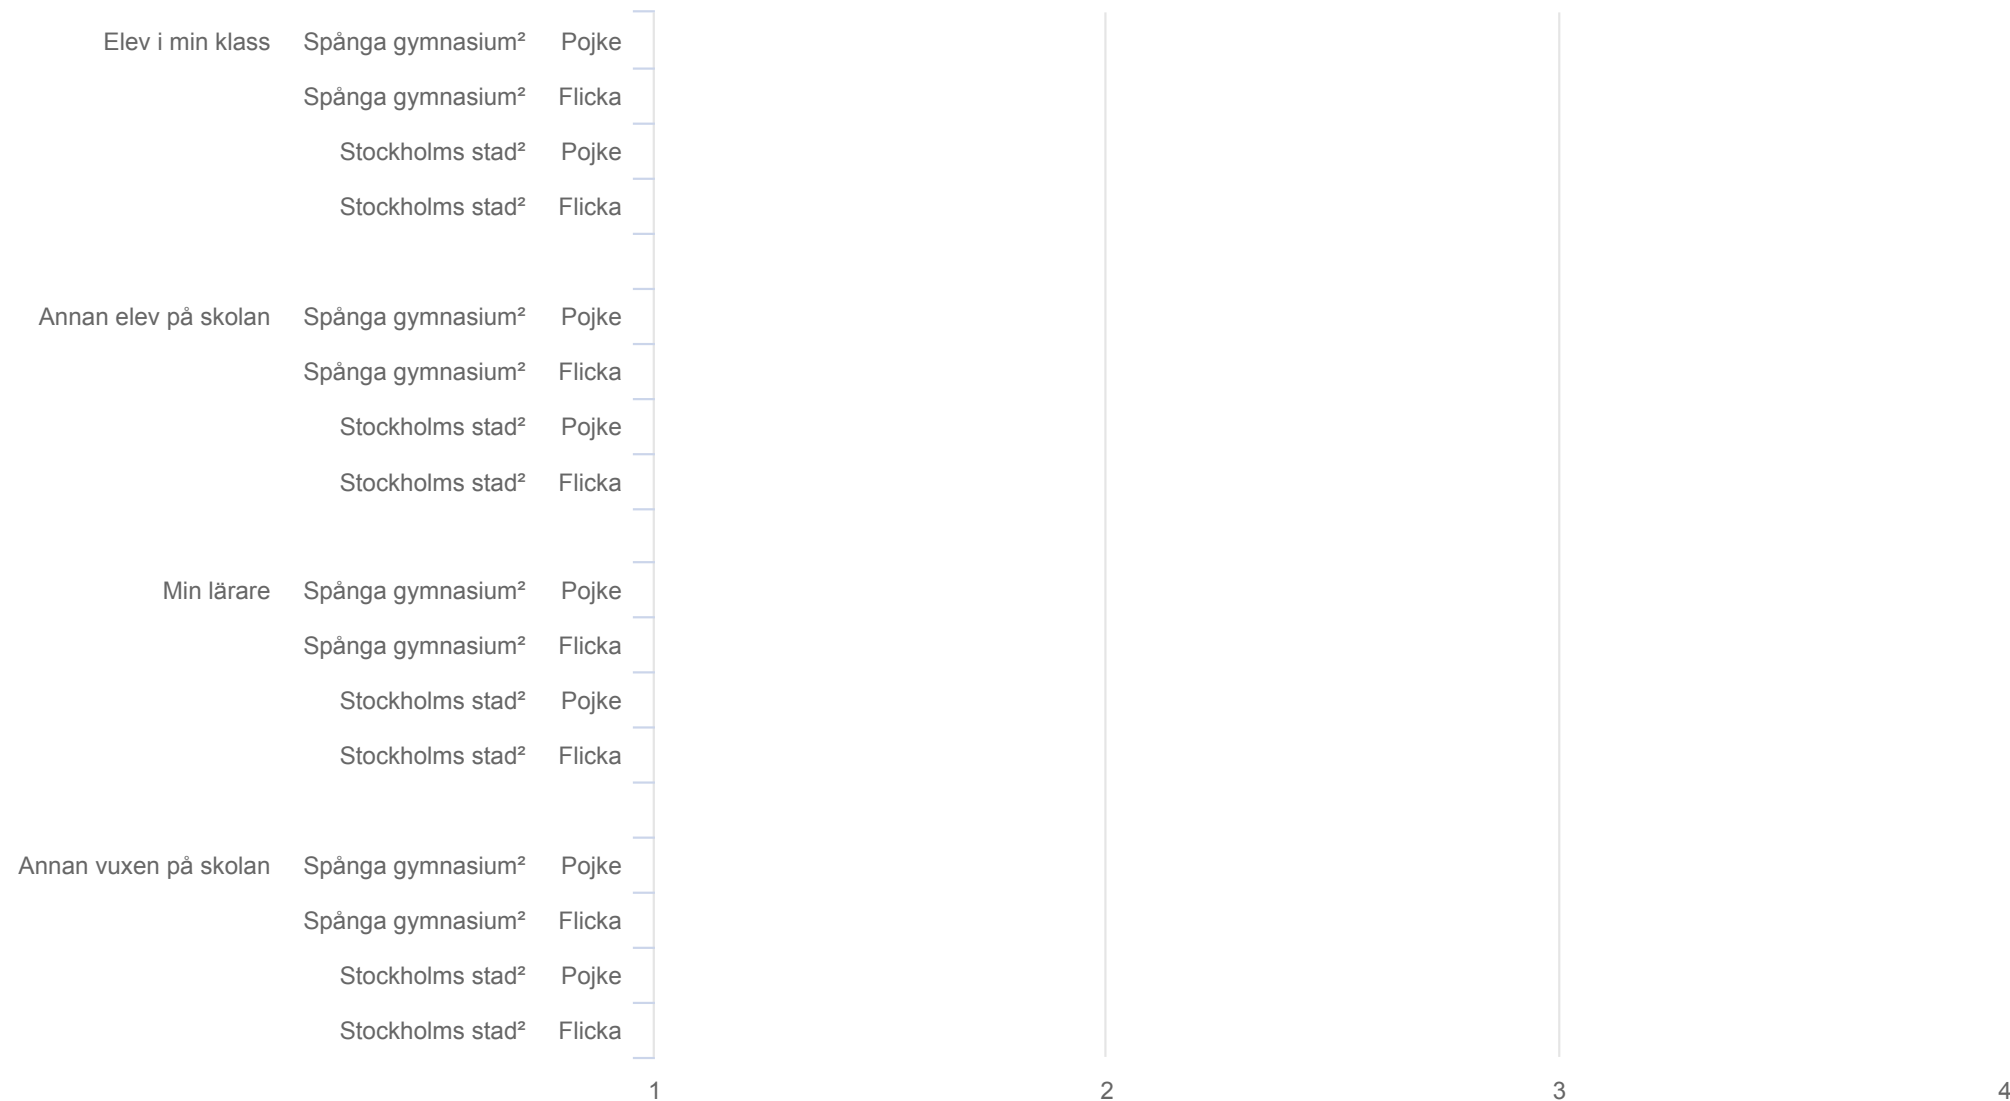 Elev i min klass Spånga gymnasium² Pojke
Spånga gymnasium² Flicka
Stockholms stad² Pojke
Stockholms stad² Flicka
Annan elev på skolan Spånga gymnasium² Pojke
Spånga gymnasium² Flicka
Stockholms stad² Pojke
Stockholms stad² Flicka
Min lärare Spånga gymnasium² Pojke
Spånga gymnasium² Flicka
Stockholms stad² Pojke
Stockholms stad² Flicka
Annan vuxen på skolan Spånga gymnasium² Pojke
Spånga gymnasium² Flicka
Stockholms stad² Pojke
Stockholms stad² Flicka
1 2 3 4